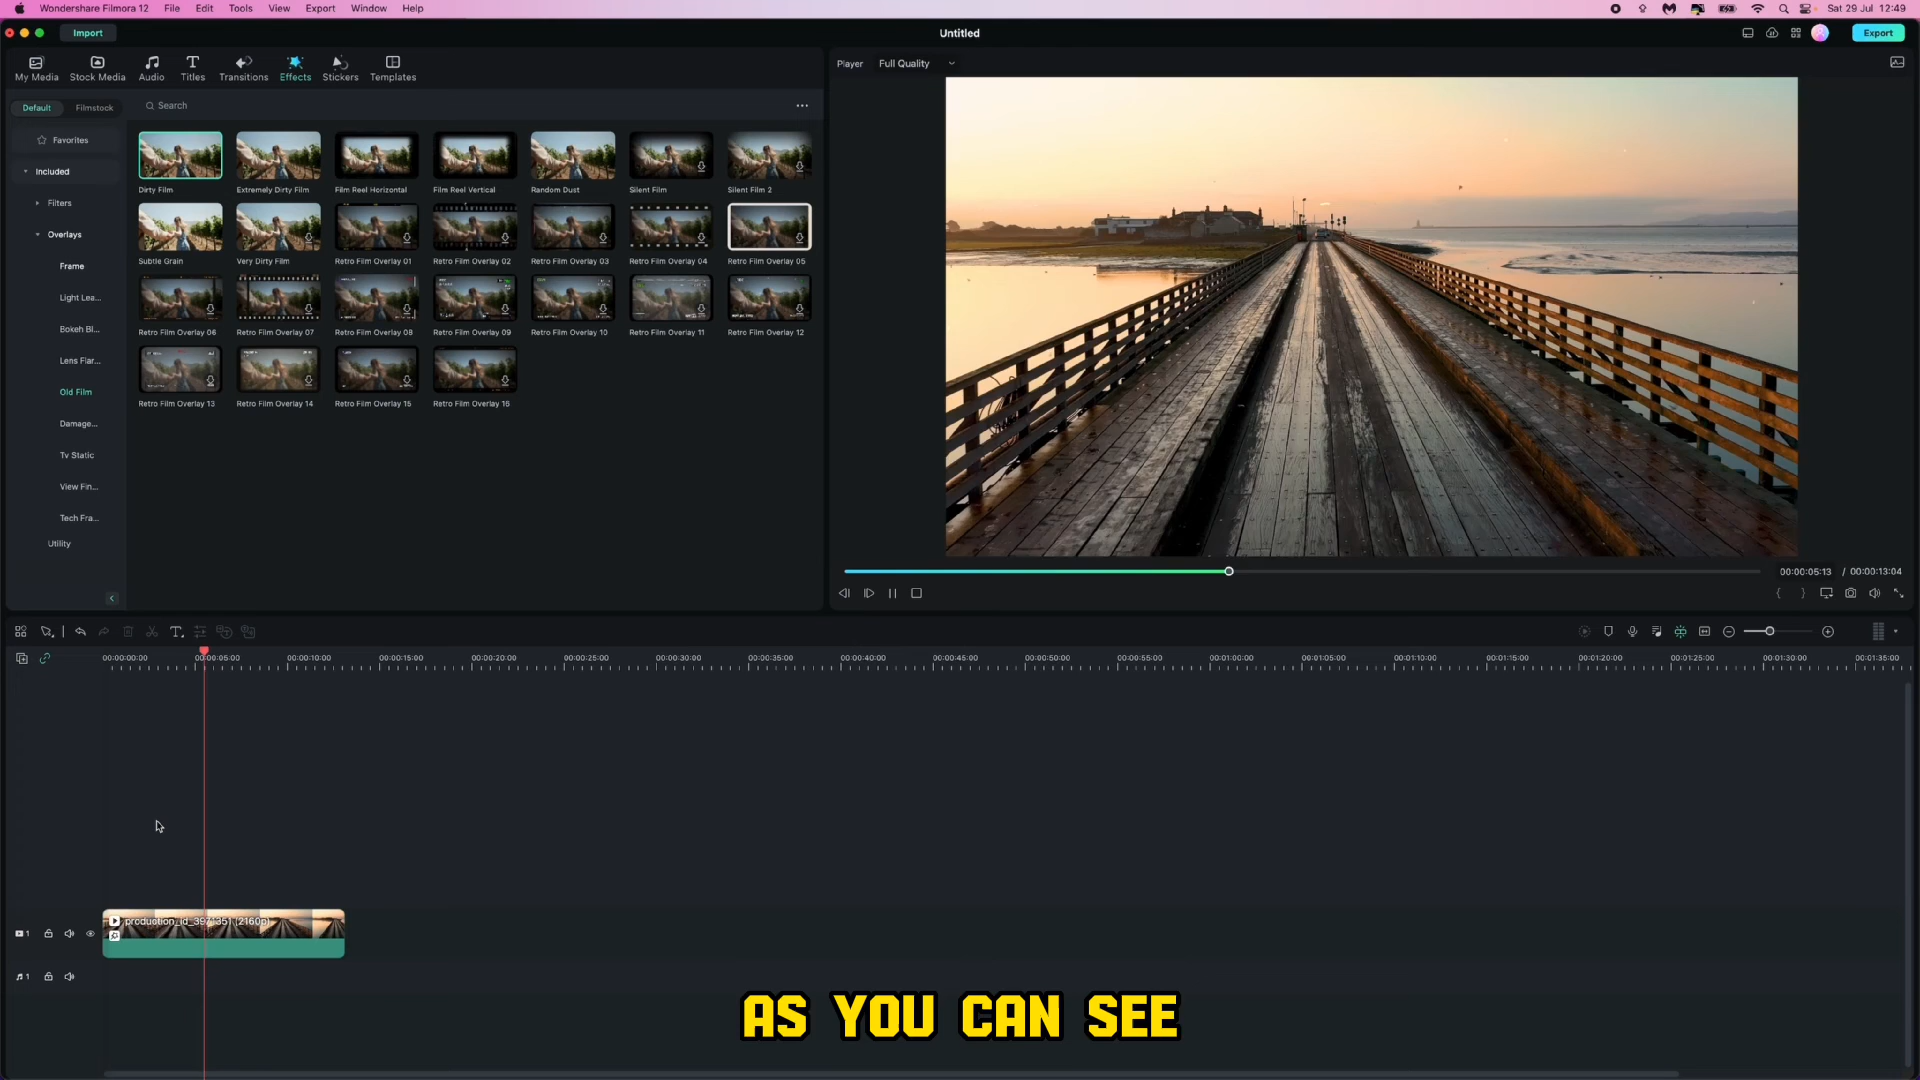 Wondershare Filmora 12 File Edit Tools View Export Window Help
Sat 29 Jul 12:49
Import
Untitled
Export
My Media Stock Media Audio Titles Transitions Effects Stickers Templates
Player Full Quality
Default Filmstock
Search
Favorites
Included
Filters
Overlays
Frame
Light Lea...
Bokeh Bl...
Lens Flar...
Old Film
Damage...
Tv Static
View Fin...
Tech Fra...
Utility
Dirty Film Extremely Dirty Film Film Reel Horizontal Film Reel Vertical Random Dust Silent Film Silent Film 2
Subtle Grain Very Dirty Film Retro Film Overlay 01 Retro Film Overlay 02 Retro Film Overlay 03 Retro Film Overlay 04 Retro Film Overlay 05
Retro Film Overlay 06 Retro Film Overlay 07 Retro Film Overlay 08 Retro Film Overlay 09 Retro Film Overlay 10 Retro Film Overlay 11 Retro Film Overlay 12
Retro Film Overlay 13 Retro Film Overlay 14 Retro Film Overlay 15 Retro Film Overlay 16
00:00:05:13 / 00:00:13:04
00:00:00:00 00:00:05:00 00:00:10:00 00:00:15:00 00:00:20:00 00:00:25:00 00:00:30:00 00:00:35:00 00:00:40:00 00:00:45:00 00:00:50:00 00:00:55:00 00:01:00:00 00:01:05:00 00:01:10:00 00:01:15:00 00:01:20:00 00:01:25:00 00:01:30:00 00:01:35:00
production_id_3971351 (2160p)
1
1
AS YOU CAN SEE